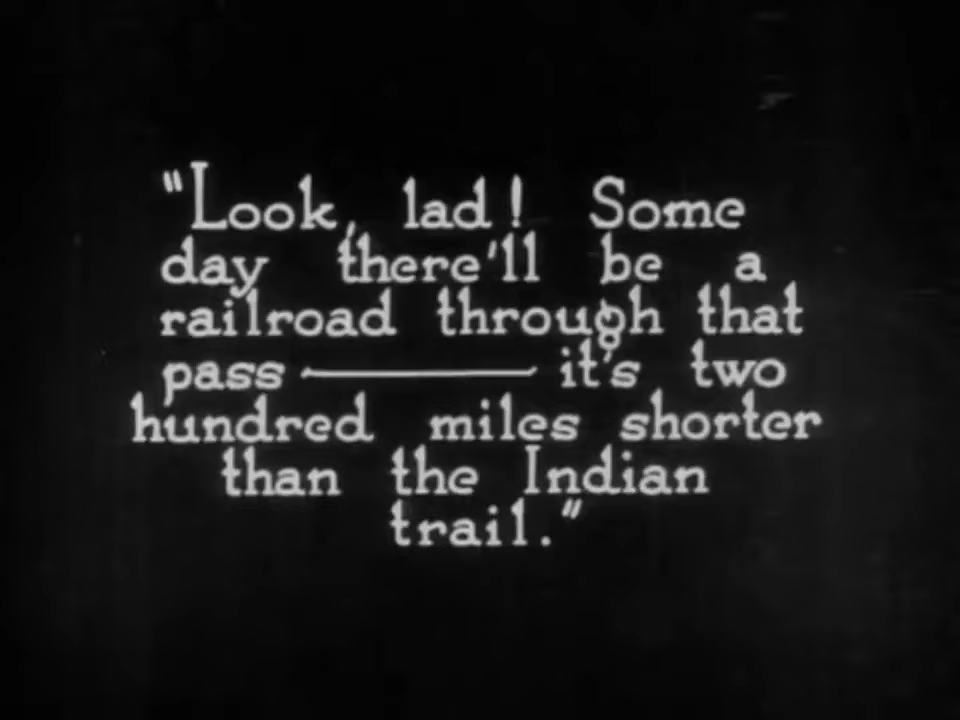 "Look, lad! Some
day there'll be a
railroad through that
pass — it's two
hundred miles shorter
than the Indian
trail."